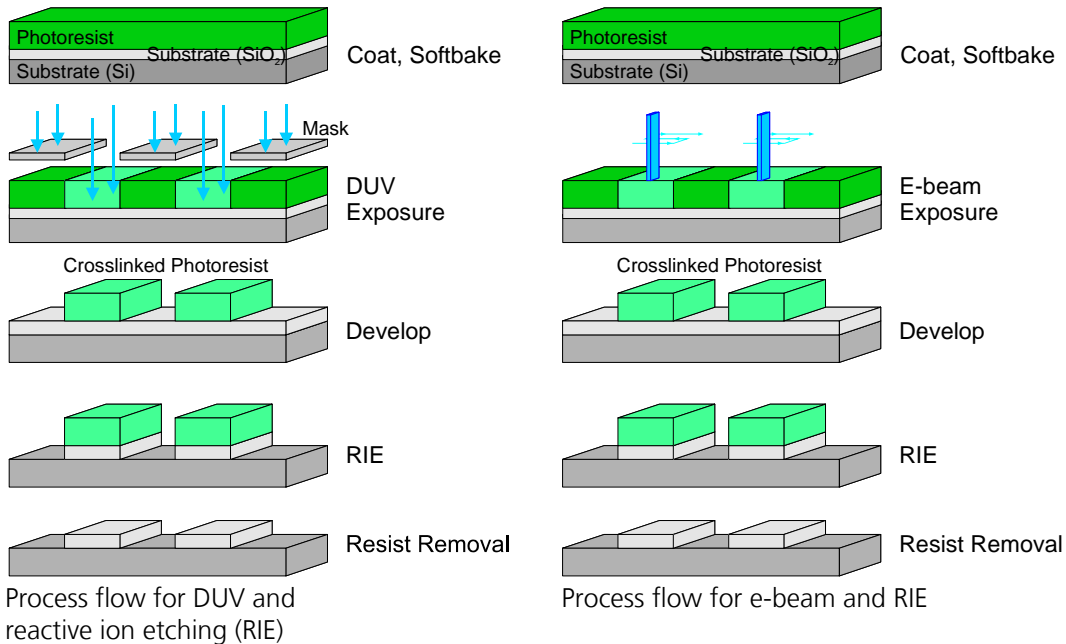 Photoresist
Substrate (SiO₂)
Substrate (Si)
Coat, Softbake
Mask
DUV
Exposure
Crosslinked Photoresist
Develop
RIE
Resist Removal
Process flow for DUV and
reactive ion etching (RIE)
Photoresist
Substrate (SiO₂)
Substrate (Si)
Coat, Softbake
E-beam
Exposure
Crosslinked Photoresist
Develop
RIE
Resist Removal
Process flow for e-beam and RIE